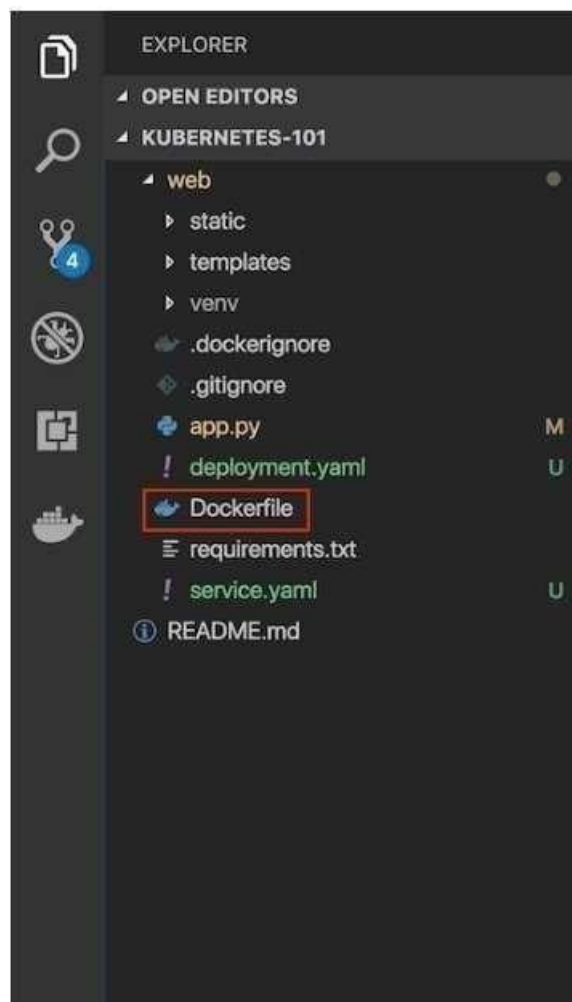 EXPLORER
OPEN EDITORS
KUBERNETES-101
web
static
templates
venv
4
.dockerignore
.gitignore
app.py M
! deployment.yaml U
Dockerfile
requirements.txt
! service.yaml U
README.md